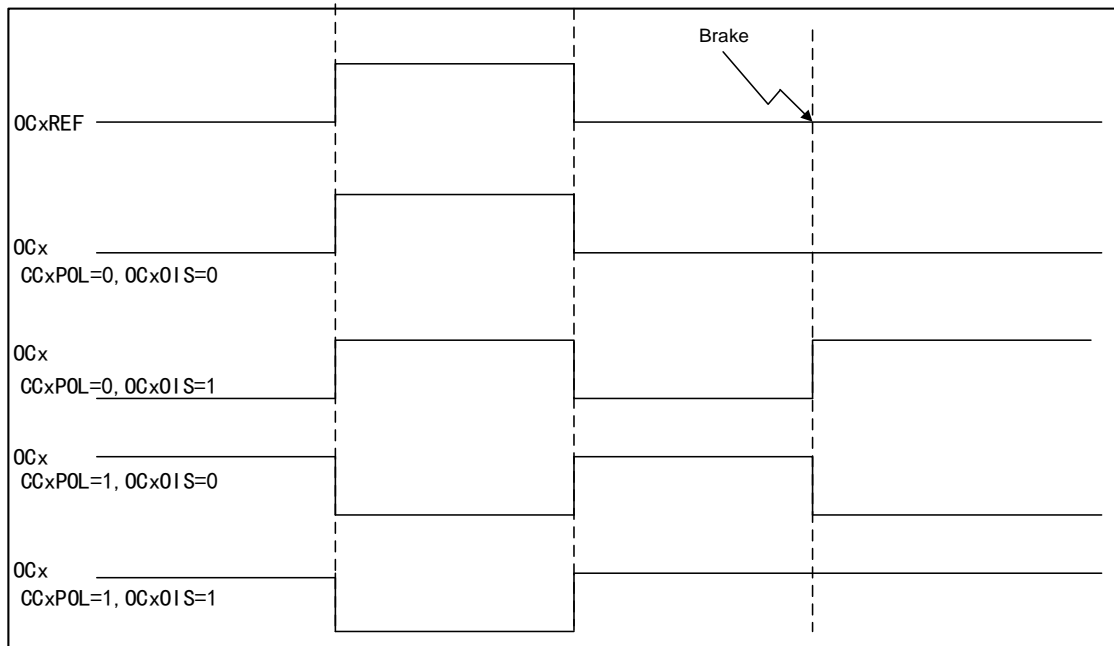 Brake
OCxREF
OCx
CCxPOL=0, OCxOIS=0
OCx
CCxPOL=0, OCxOIS=1
OCx
CCxPOL=1, OCxOIS=0
OCx
CCxPOL=1, OCxOIS=1